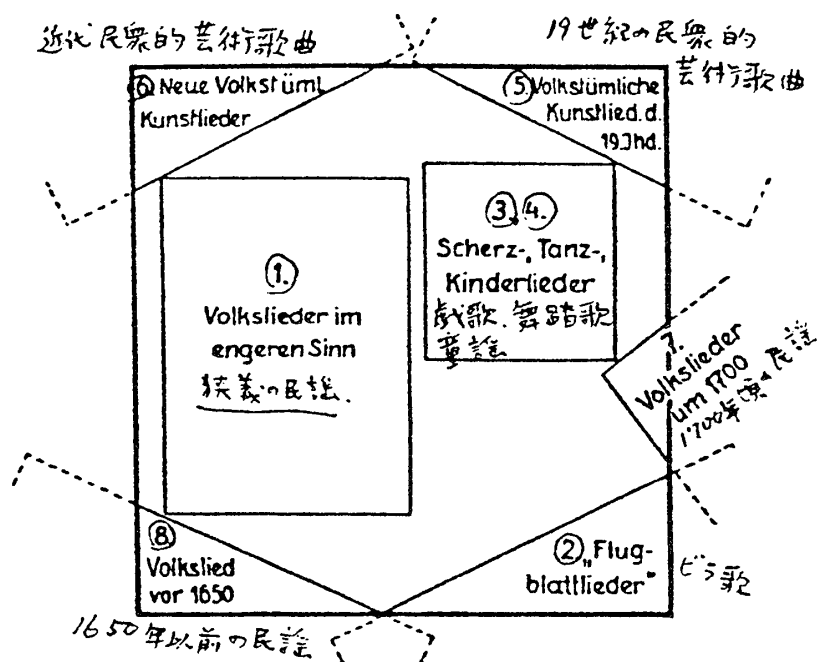 近代民衆的芸術歌曲
19世紀の民衆的
芸術歌曲
⑥ Neue Volkstüml.
Kunstlieder
⑤. Volkstümliche
Kunstlied. d.
19. Jhd.
③, ④.
Scherz-, Tanz-,
Kinderlieder
戯歌、舞踏歌
童謡
①.
Volkslieder im
engeren Sinn
狭義の民謡.
7.
Volkslieder
um 1700
1700年頃の民謡
⑧
Volkslied
vor 1650
1650年以前の民謡
② „Flug-
blattlieder“
ビラ歌